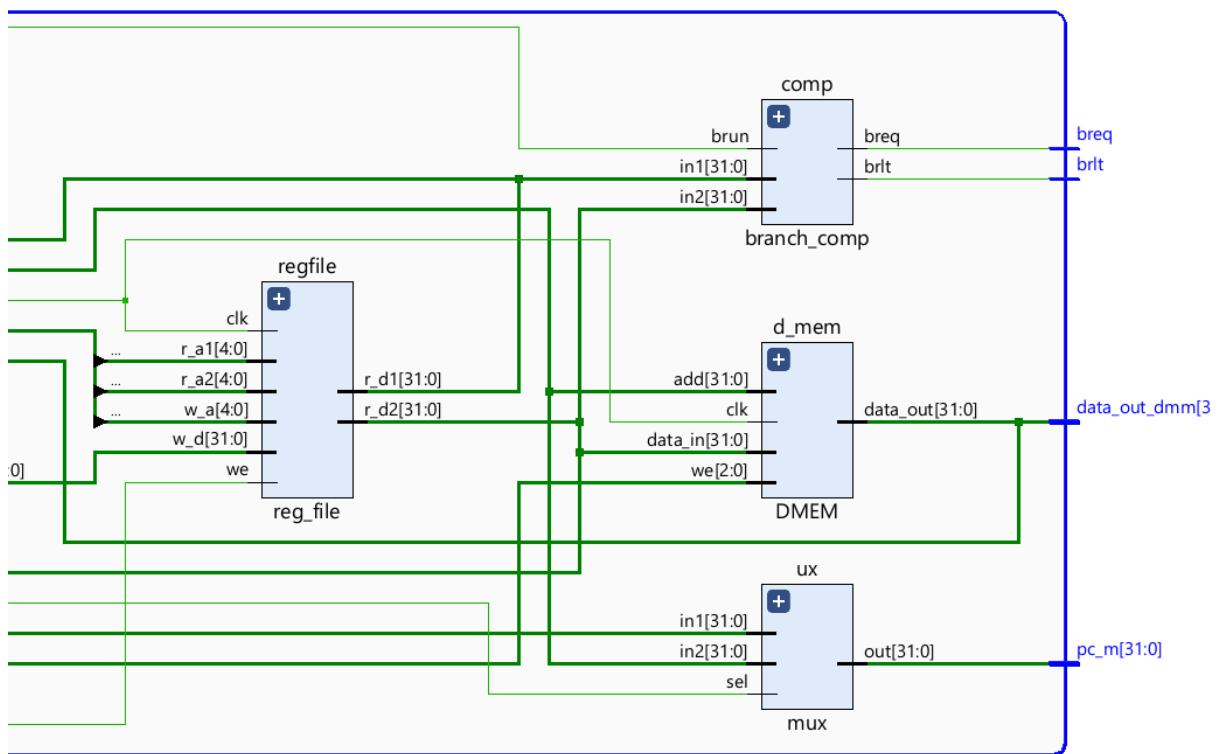 comp
brun
breq
breq
in1[31:0]
brlt
brlt
in2[31:0]
branch_comp
regfile
clk
...
r_a1[4:0]
...
r_a2[4:0]
r_d1[31:0]
...
w_a[4:0]
r_d2[31:0]
w_d[31:0]
:0]
we
reg_file
d_mem
add[31:0]
clk
data_out[31:0]
data_out_dmm[3
data_in[31:0]
we[2:0]
DMEM
ux
in1[31:0]
in2[31:0]
out[31:0]
pc_m[31:0]
sel
mux